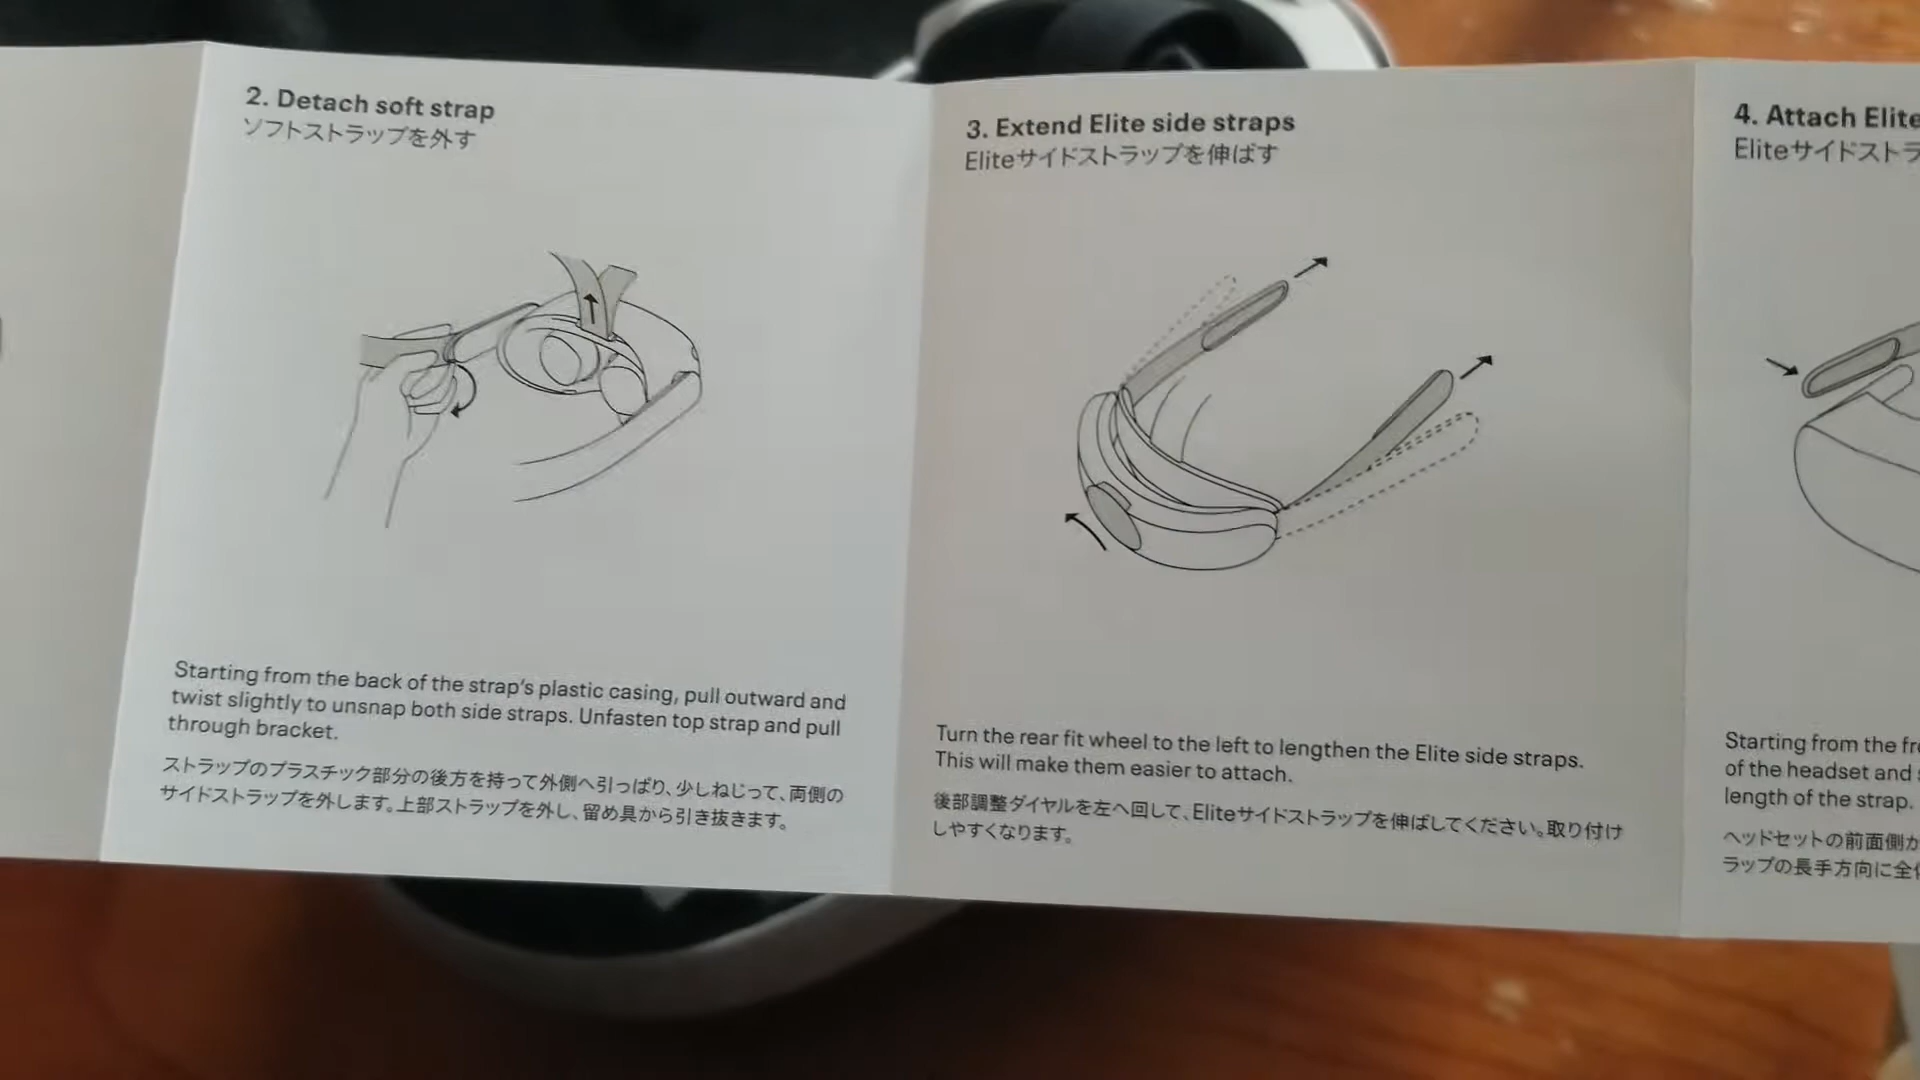 2. Detach soft strap
ソフトストラップを外す
Starting from the back of the strap's plastic casing, pull outward and
twist slightly to unsnap both side straps. Unfasten top strap and pull
through bracket.
ストラップのプラスチック部分の後方を持って外側へ引っぱり、少しねじって、両側の
サイドストラップを外します。上部ストラップを外し、留め具から引き抜きます。
3. Extend Elite side straps
Eliteサイドストラップを伸ばす
Turn the rear fit wheel to the left to lengthen the Elite side straps.
This will make them easier to attach.
後部調整ダイヤルを左へ回して、Eliteサイドストラップを伸ばしてください。取り付け
しやすくなります。
4. Attach Elite
Eliteサイドストラ
Starting from the
of the headset and
length of the strap.
ヘッドセットの前面側
ラップの長手方向に